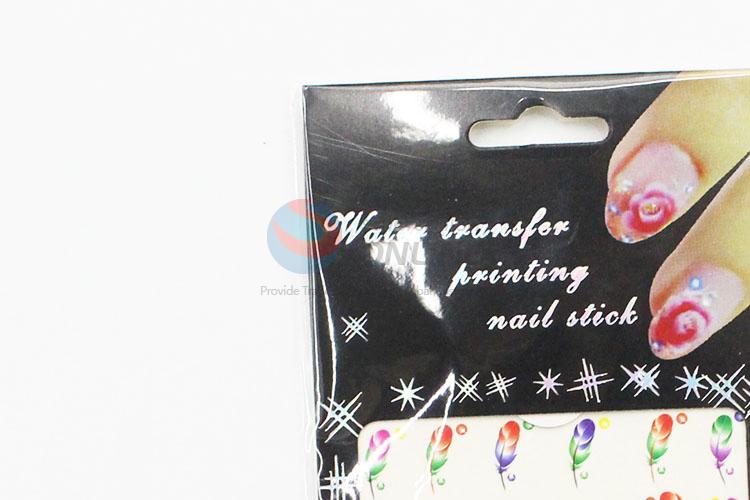 Water transfer
printing
nail stick